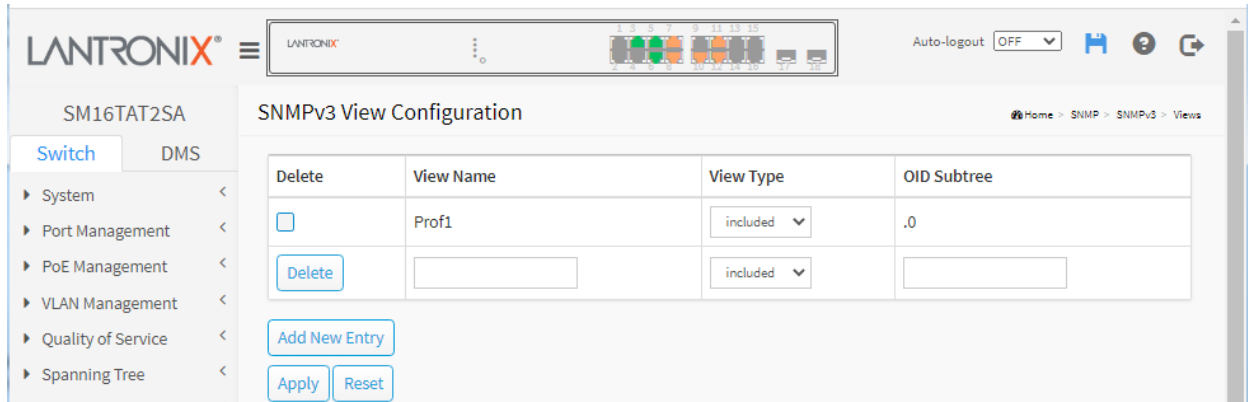 LANTRONIX®
LANTRONIX
1 3 5 7 9 11 13 15
2 4 6 8 10 12 14 16 17 18
Auto-logout OFF
SM16TAT2SA
Switch DMS
System
Port Management
PoE Management
VLAN Management
Quality of Service
Spanning Tree
SNMPv3 View Configuration
Home > SNMP > SNMPv3 > Views
Delete View Name View Type OID Subtree
Prof1 included .0
Delete included
Add New Entry
Apply Reset